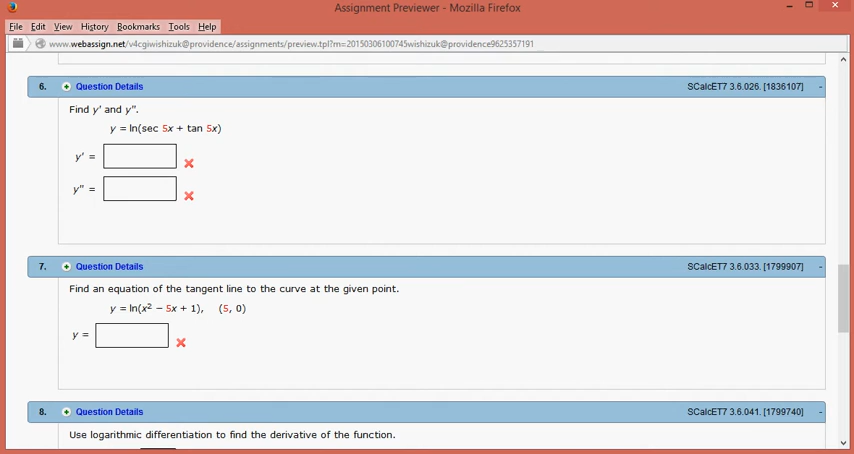 Assignment Previewer - Mozilla Firefox
File Edit View History Bookmarks Tools Help
www.webassign.net/v4cgiwishizuk@providence/assignments/preview.tpl?m=20150306100745wishizuk@providence9625357191
6. Question Details SCalcET7 3.6.026. [1836107] -
Find y' and y".
y = ln(sec 5x + tan 5x)
y' =
y" =
7. Question Details SCalcET7 3.6.033. [1799907] -
Find an equation of the tangent line to the curve at the given point.
y = ln(x² − 5x + 1), (5, 0)
y =
8. Question Details SCalcET7 3.6.041. [1799740] -
Use logarithmic differentiation to find the derivative of the function.